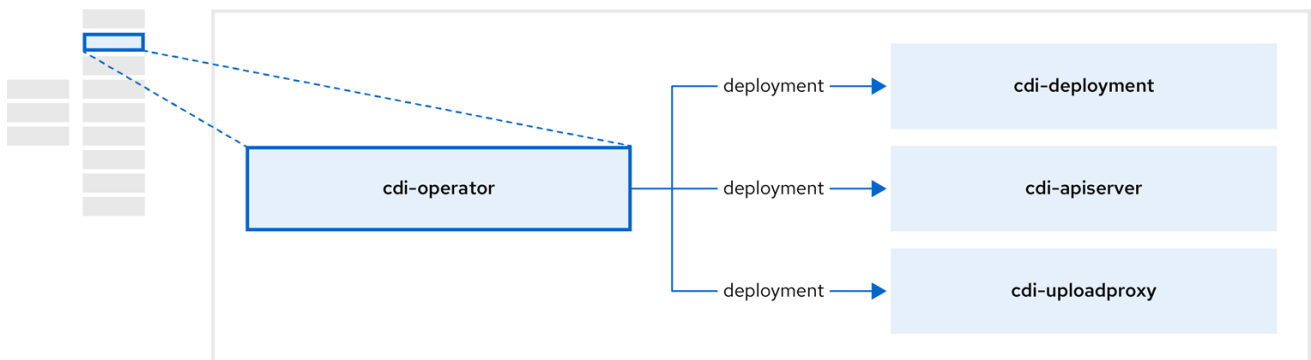 deployment
cdi-deployment
cdi-operator
deployment
cdi-apiserver
deployment
cdi-uploadproxy